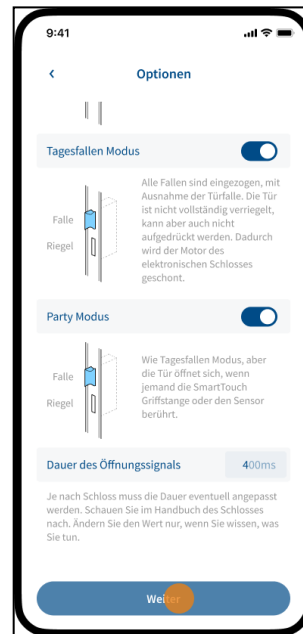 9:41
Optionen
Tagesfallen Modus
Alle Fallen sind eingezogen, mit
Ausnahme der Türfalle. Die Tür
ist nicht vollständig verriegelt,
kann aber auch nicht
aufgedrückt werden. Dadurch
wird der Motor des
elektronischen Schlosses
geschont.
Falle
Riegel
Party Modus
Wie Tagesfallen Modus, aber
die Tür öffnet sich, wenn
jemand die SmartTouch
Griffstange oder den Sensor
berührt.
Falle
Riegel
Dauer des Öffnungssignals 400ms
Je nach Schloss muss die Dauer eventuell angepasst
werden. Schauen Sie im Handbuch des Schlosses
nach. Ändern Sie den Wert nur, wenn Sie wissen, was
Sie tun.
Weiter